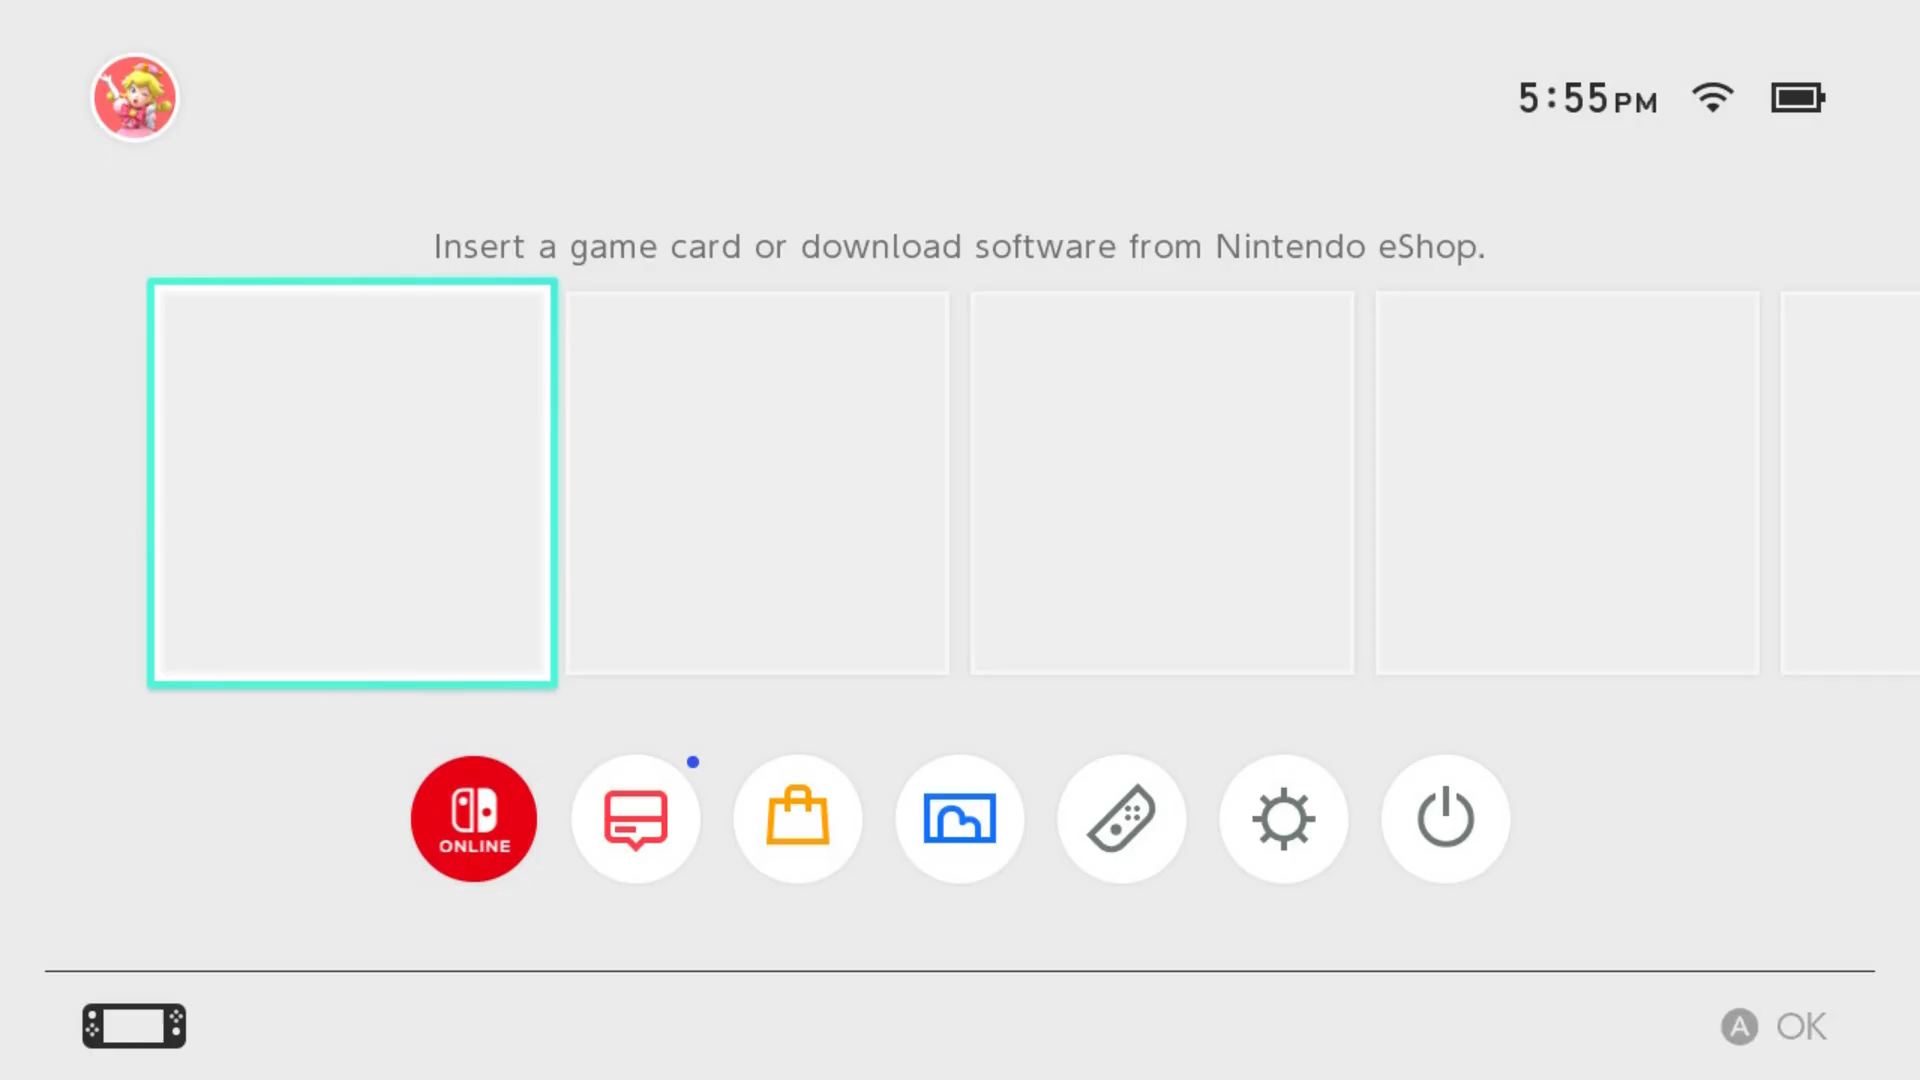 5:55PM
Insert a game card or download software from Nintendo eShop.
ONLINE
A OK